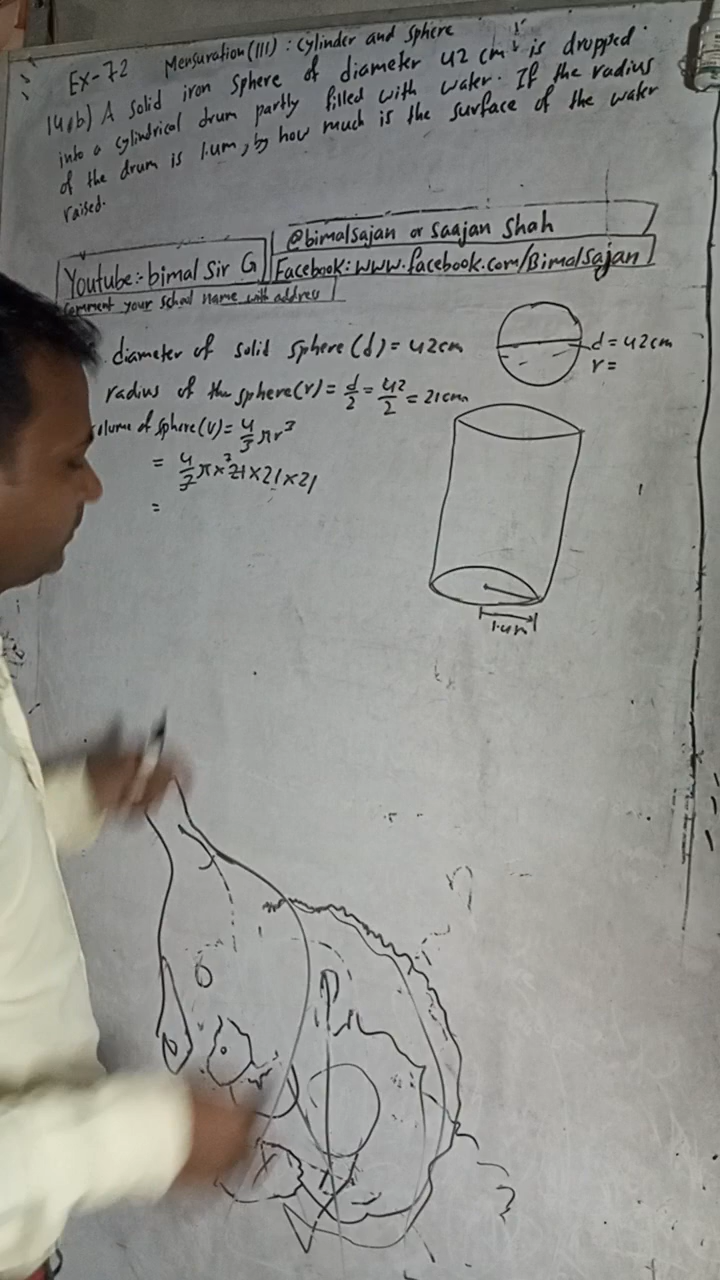 Ex-7.2 Mensuration (III) : cylinder and sphere
14, b) A solid iron sphere of diameter 42 cm is dropped
into a cylindrical drum partly filled with water. If the radius
of the drum is 1.4m, by how much is the surface of the water
raised.
@bimalsajan or Saajan Shah
Youtube:- bimal Sir G
Facebook: www.facebook.com/Bimalsajan
Comment your school name with address
diameter of solid sphere (d) = 42cm
d = 42cm
r =
radius of the sphere (r) = d/2 = 42/2 = 21cm
volume of sphere (v) = 4/3 πr³
= 4/3 π × 21 × 21 × 21
=
1.4m